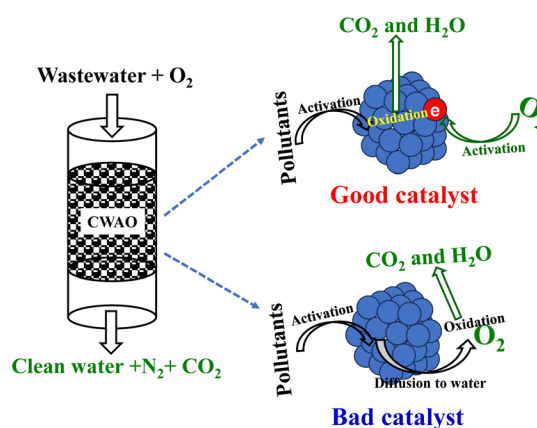 Wastewater + O₂
CWAO
Clean water +N₂+ CO₂
CO₂ and H₂O
Pollutants
Activation
Oxidation
e
Activation
Good catalyst
CO₂ and H₂O
Pollutants
Activation
Oxidation
O₂
Diffusion to water
Bad catalyst